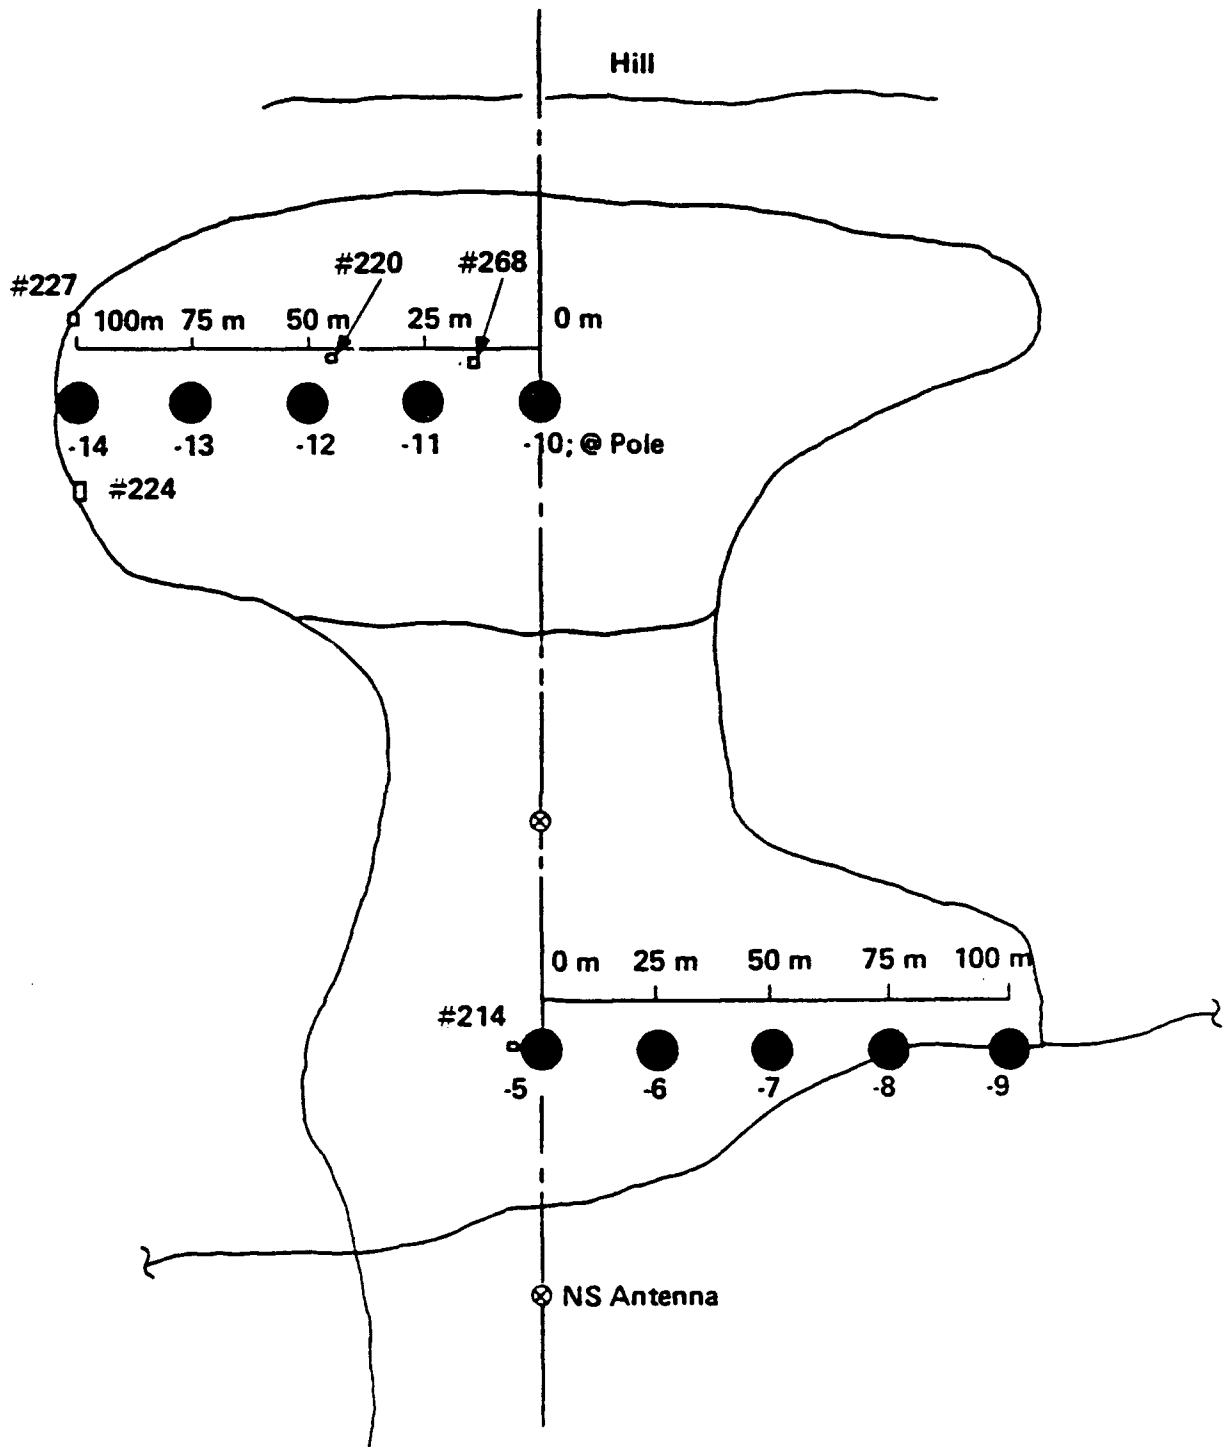 Hill
#220 #268
#227
100m 75 m 50 m 25 m 0 m
-14 -13 -12 -11 -10; @ Pole
#224
0 m 25 m 50 m 75 m 100 m
#214
-5 -6 -7 -8 -9
NS Antenna